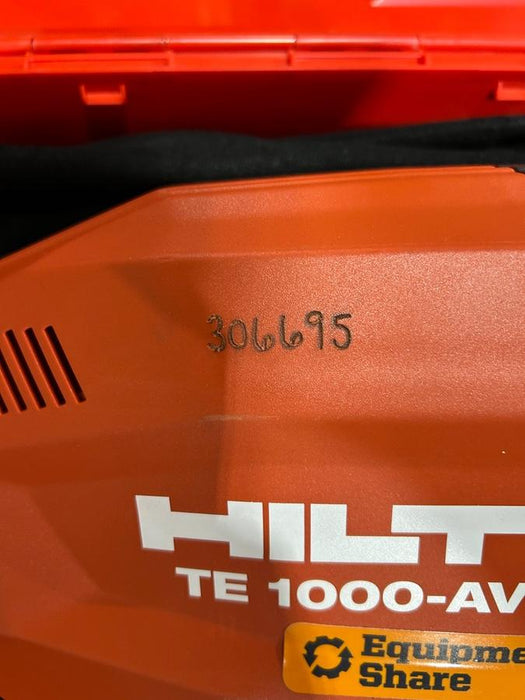 306695
HILT
TE 1000-AV
Equipme
Share